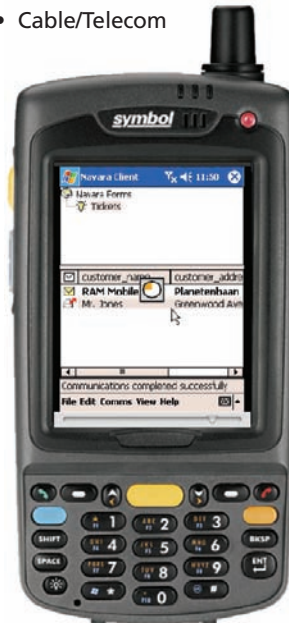 • Cable/Telecom
symbol
Navara Client 11:50
Navara Forms
Tickets
customer_name customer_addre
RAM Mobile Planetenbaan
Mr. Jones Greenwood Ave
Communications completed successfully
File Edit Comms View Help
1 2 3
SHIFT 4 5 6 BKSP
SPACE 7 8 9 ENT
* 0 #